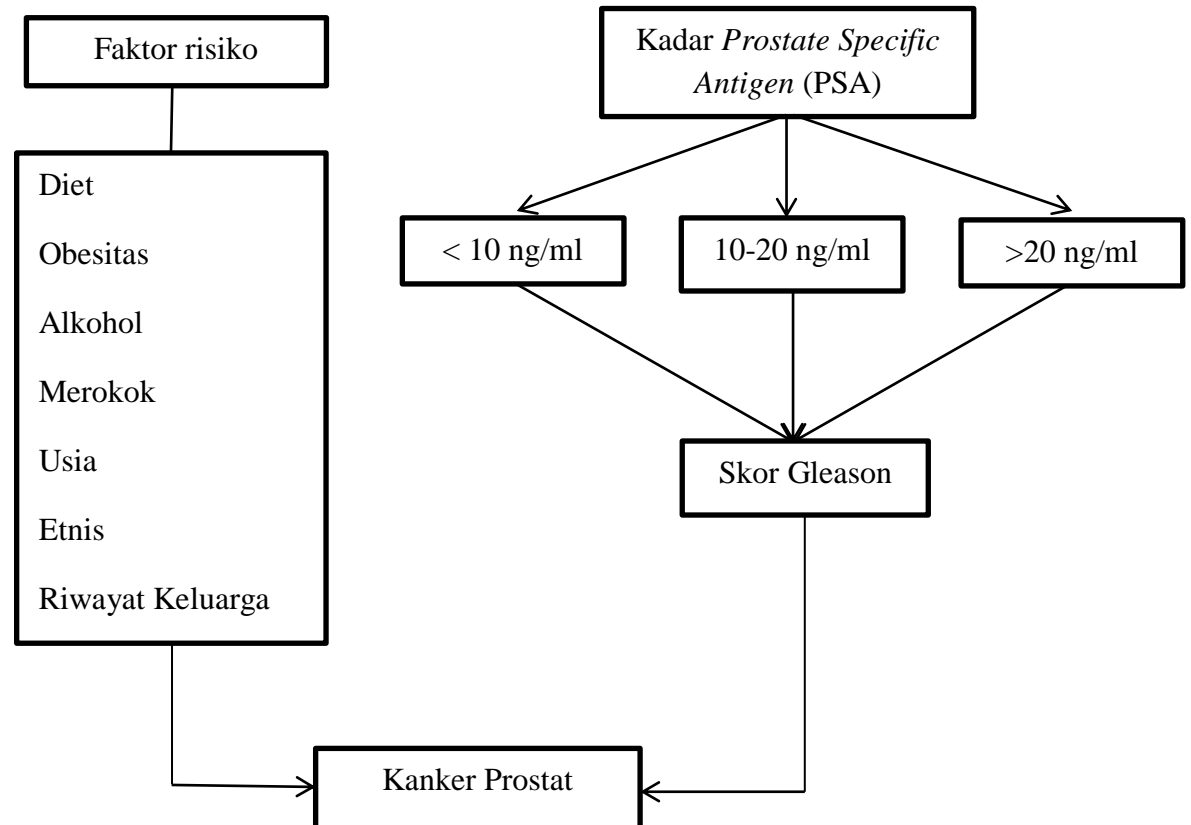 Faktor risiko
Diet
Obesitas
Alkohol
Merokok
Usia
Etnis
Riwayat Keluarga
Kadar Prostate Specific
Antigen (PSA)
< 10 ng/ml
10-20 ng/ml
>20 ng/ml
Skor Gleason
Kanker Prostat